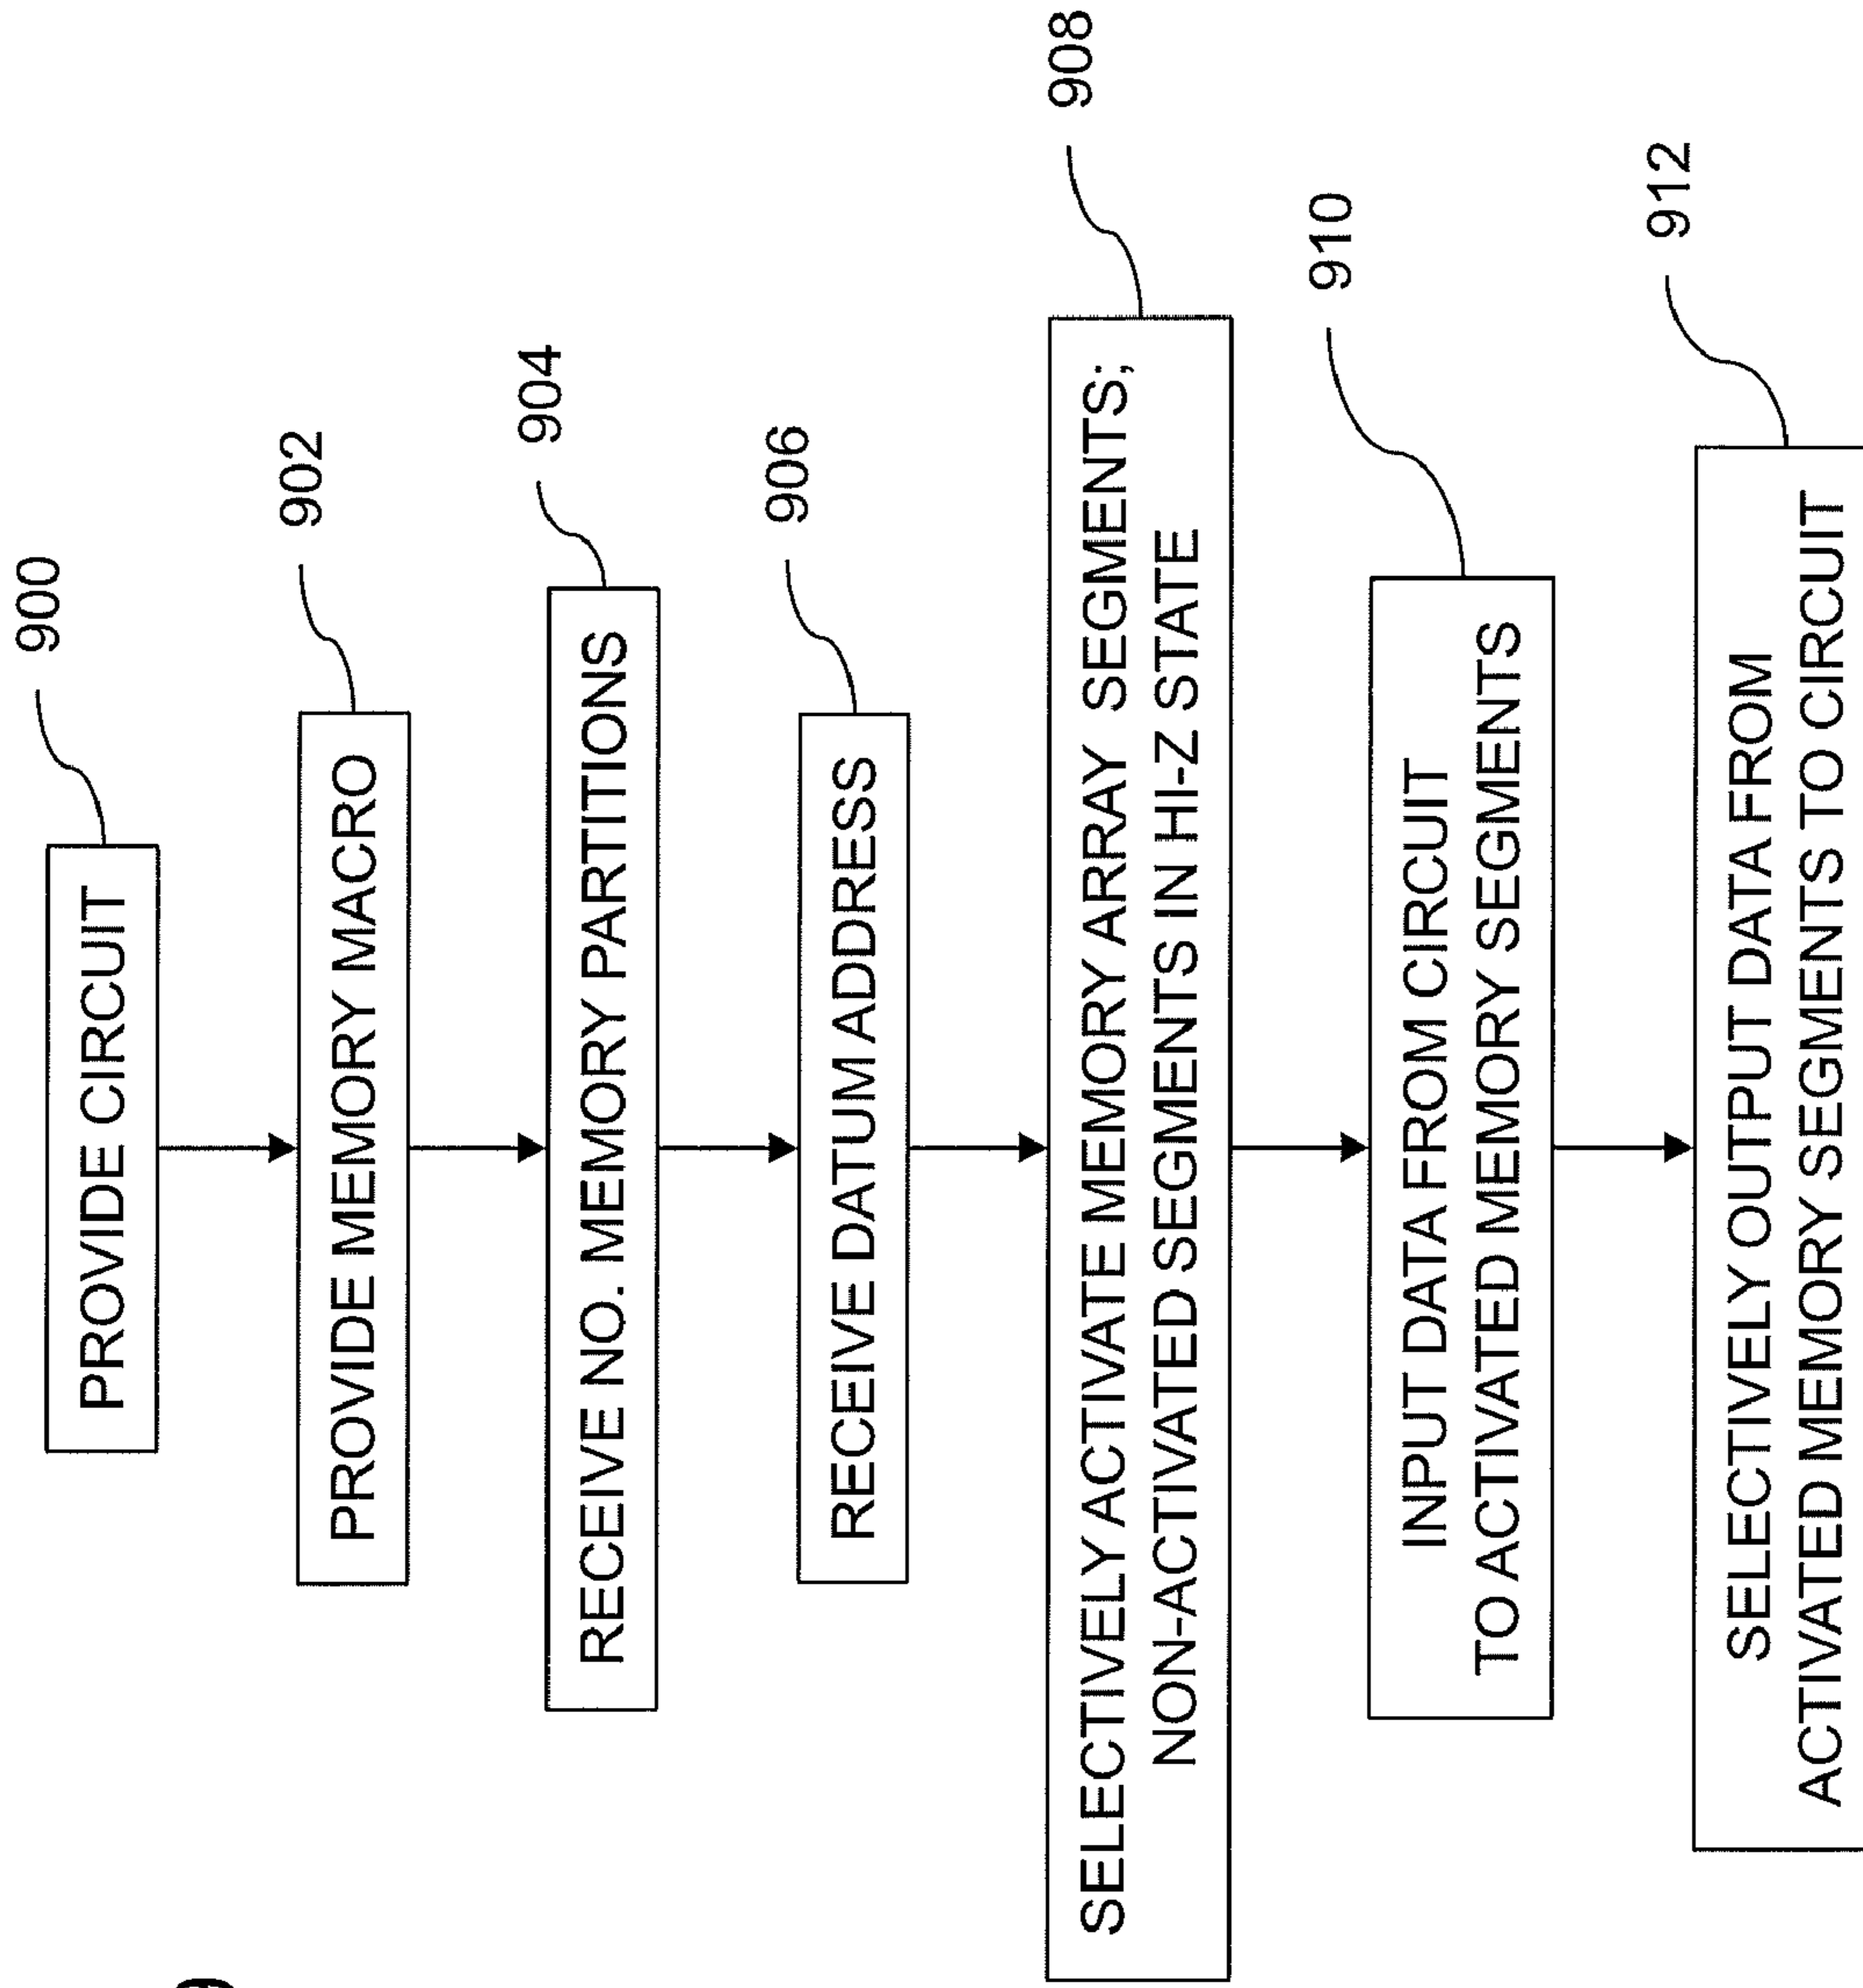 900
PROVIDE CIRCUIT
902
PROVIDE MEMORY MACRO
904
RECEIVE NO. MEMORY PARTITIONS
906
RECEIVE DATUM ADDRESS
908
SELECTIVELY ACTIVATE MEMORY ARRAY SEGMENTS;
NON-ACTIVATED SEGMENTS IN HI-Z STATE
910
INPUT DATA FROM CIRCUIT
TO ACTIVATED MEMORY SEGMENTS
912
SELECTIVELY OUTPUT DATA FROM
ACTIVATED MEMORY SEGMENTS TO CIRCUIT